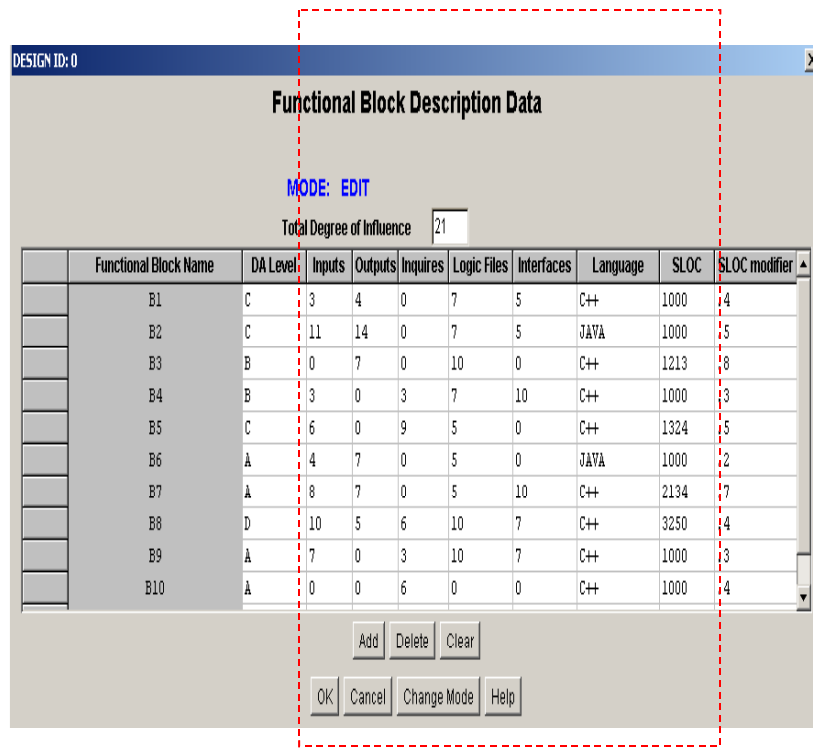 DESIGN ID: 0
Functional Block Description Data
MODE: EDIT
Total Degree of Influence 21
Functional Block Name DA Level Inputs Outputs Inquires Logic Files Interfaces Language SLOC SLOC modifier
B1 C 3 4 0 7 5 C++ 1000 .4
B2 C 11 14 0 7 5 JAVA 1000 .5
B3 B 0 7 0 10 0 C++ 1213 .8
B4 B 3 0 3 7 10 C++ 1000 .3
B5 C 6 0 9 5 0 C++ 1324 .5
B6 A 4 7 0 5 0 JAVA 1000 .2
B7 A 8 7 0 5 10 C++ 2134 .7
B8 D 10 5 6 10 7 C++ 3250 .4
B9 A 7 0 3 10 7 C++ 1000 .3
B10 A 0 0 6 0 0 C++ 1000 .4
Add Delete Clear
OK Cancel Change Mode Help